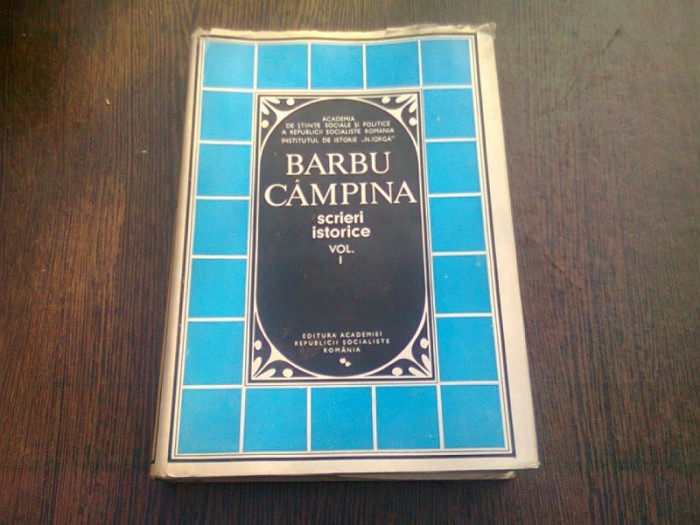 ACADEMIA
DE ȘTIINȚE SOCIALE ȘI POLITICE
A REPUBLICII SOCIALISTE ROMÂNIA
INSTITUTUL DE ISTORIE „N.IORGA”
BARBU
CÂMPINA
scrieri
istorice
VOL.
I
EDITURA ACADEMIEI
REPUBLICII SOCIALISTE
ROMÂNIA